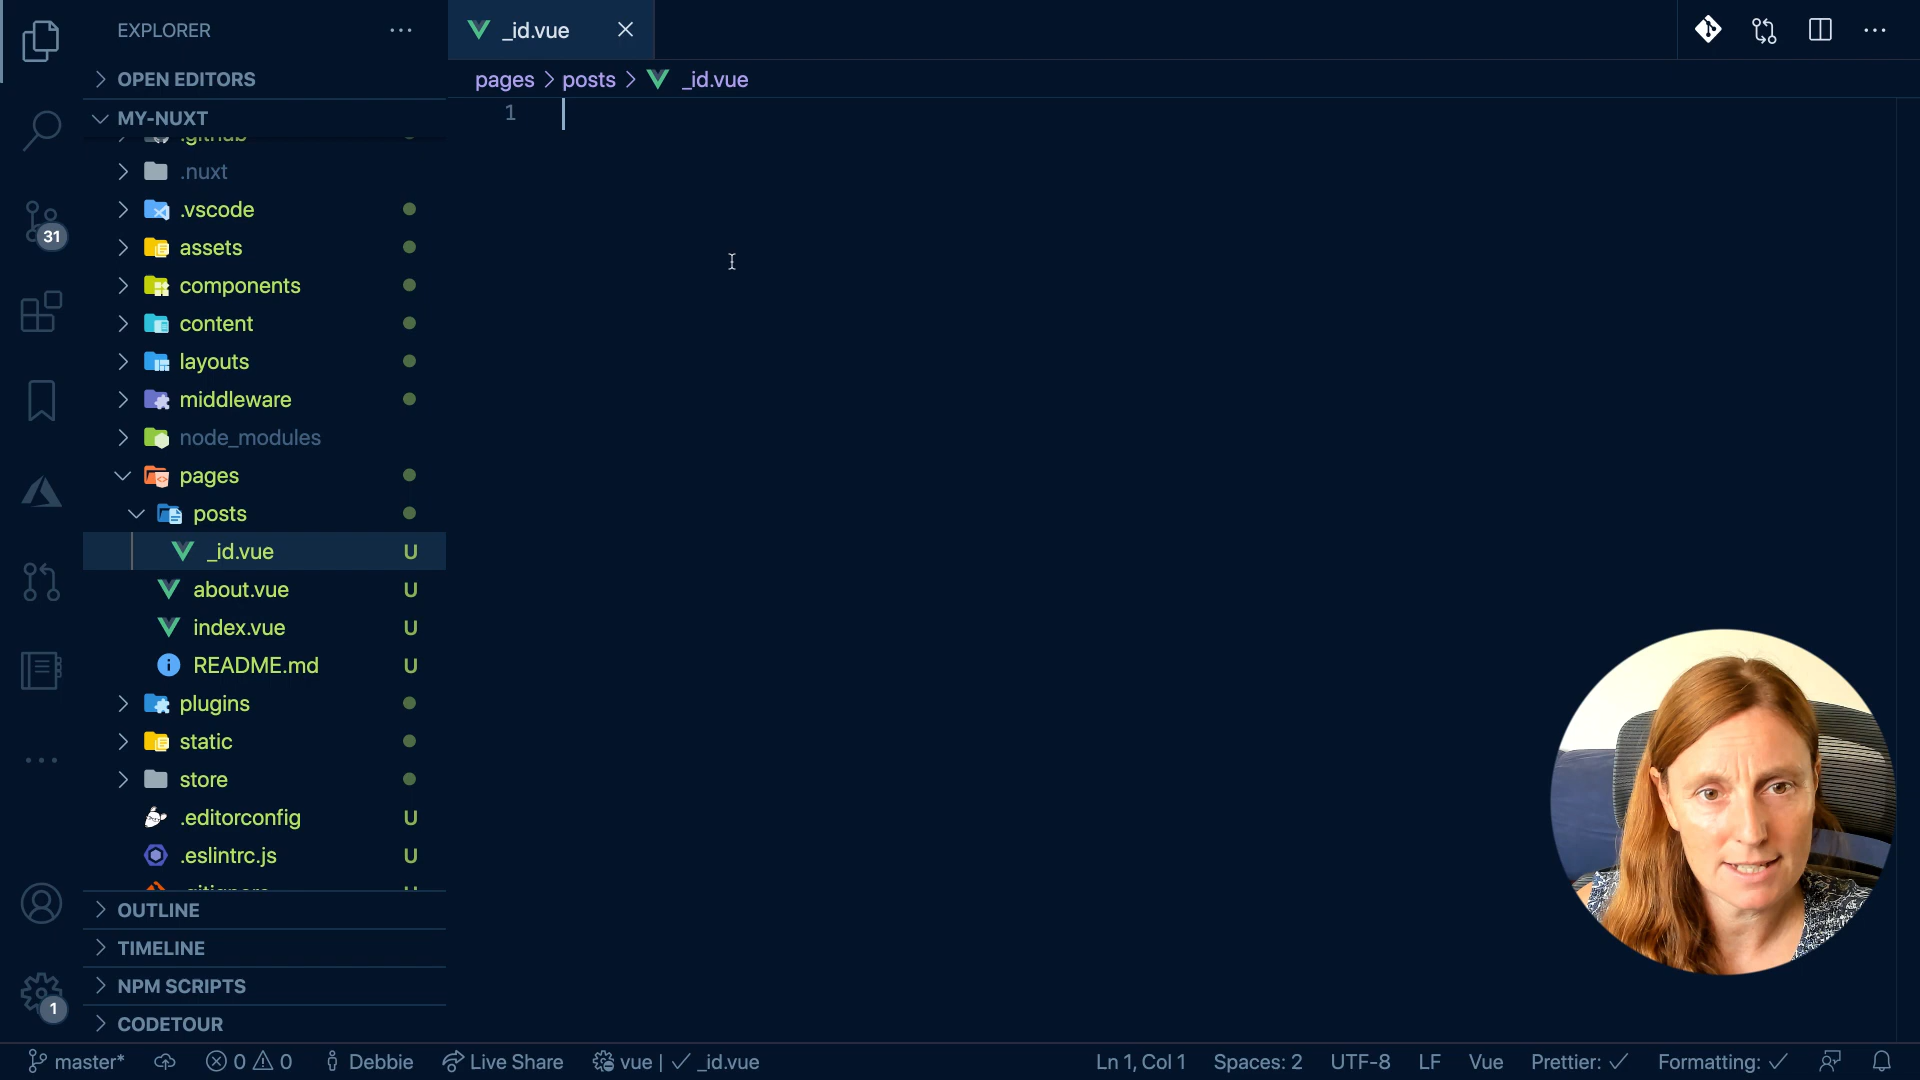 EXPLORER
OPEN EDITORS
MY-NUXT
.github
.nuxt
.vscode
assets
components
content
layouts
middleware
node_modules
pages
posts
_id.vue U
about.vue U
index.vue U
README.md U
plugins
static
store
.editorconfig U
.eslintrc.js U
.gitignore U
OUTLINE
TIMELINE
NPM SCRIPTS
CODETOUR
31
1
_id.vue
pages > posts > _id.vue
1
master* 0 0 Debbie Live Share vue | ✓ _id.vue
Ln 1, Col 1 Spaces: 2 UTF-8 LF Vue Prettier: ✓ Formatting: ✓